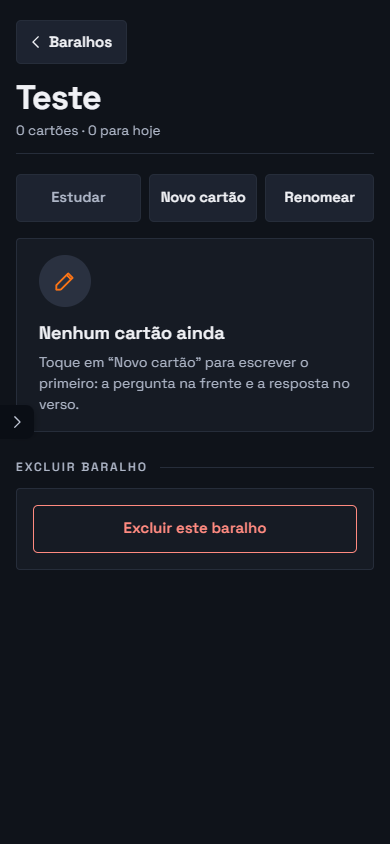 Baralhos
Teste
0 cartões · 0 para hoje
Estudar
Novo cartão
Renomear
Nenhum cartão ainda
Toque em “Novo cartão” para escrever o
primeiro: a pergunta na frente e a resposta no
verso.
EXCLUIR BARALHO
Excluir este baralho